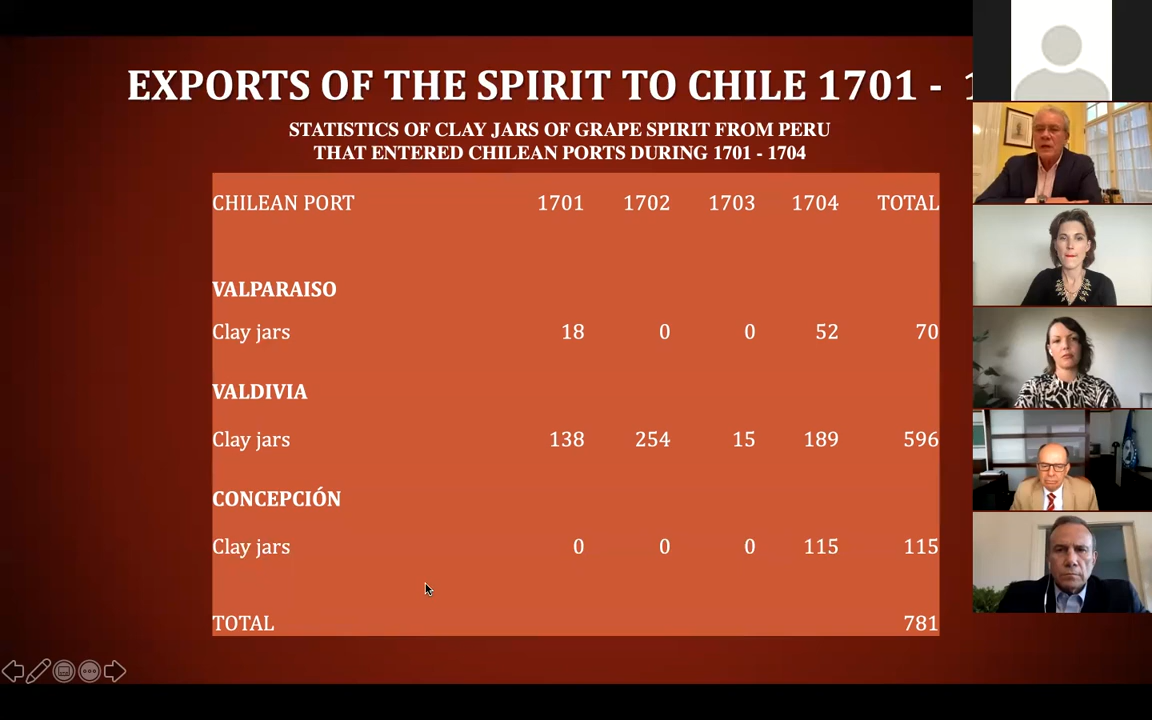 EXPORTS OF THE SPIRIT TO CHILE 1701 -
STATISTICS OF CLAY JARS OF GRAPE SPIRIT FROM PERU
THAT ENTERED CHILEAN PORTS DURING 1701 - 1704
CHILEAN PORT 1701 1702 1703 1704 TOTAL
VALPARAISO
Clay jars 18 0 0 52 70
VALDIVIA
Clay jars 138 254 15 189 596
CONCEPCIÓN
Clay jars 0 0 0 115 115
TOTAL 781